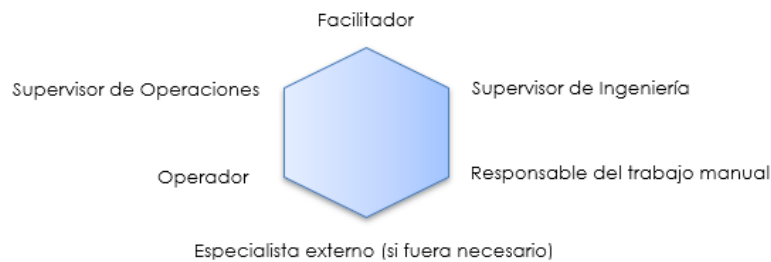 Facilitador
Supervisor de Operaciones
Supervisor de Ingeniería
Operador
Responsable del trabajo manual
Especialista externo (si fuera necesario)